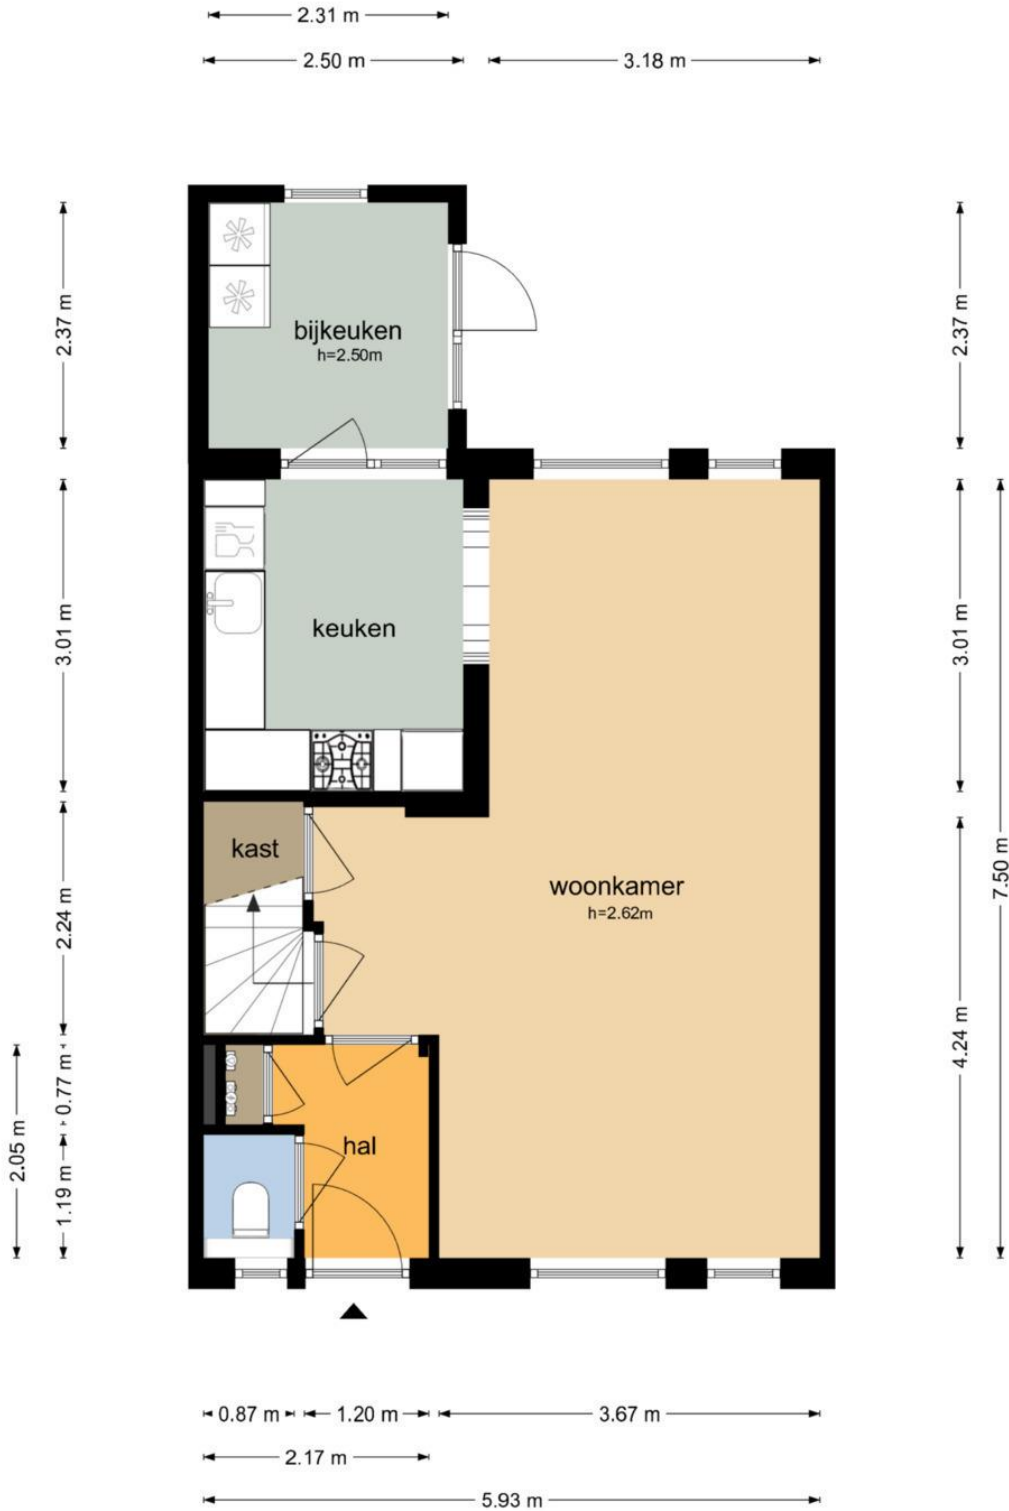 2.31 m
2.50 m
3.18 m
2.37 m
2.37 m
bijkeuken
h=2.50m
3.01 m
keuken
3.01 m
7.50 m
kast
woonkamer
h=2.62m
2.24 m
4.24 m
0.77 m
2.05 m
1.19 m
hal
0.87 m
1.20 m
3.67 m
2.17 m
5.93 m